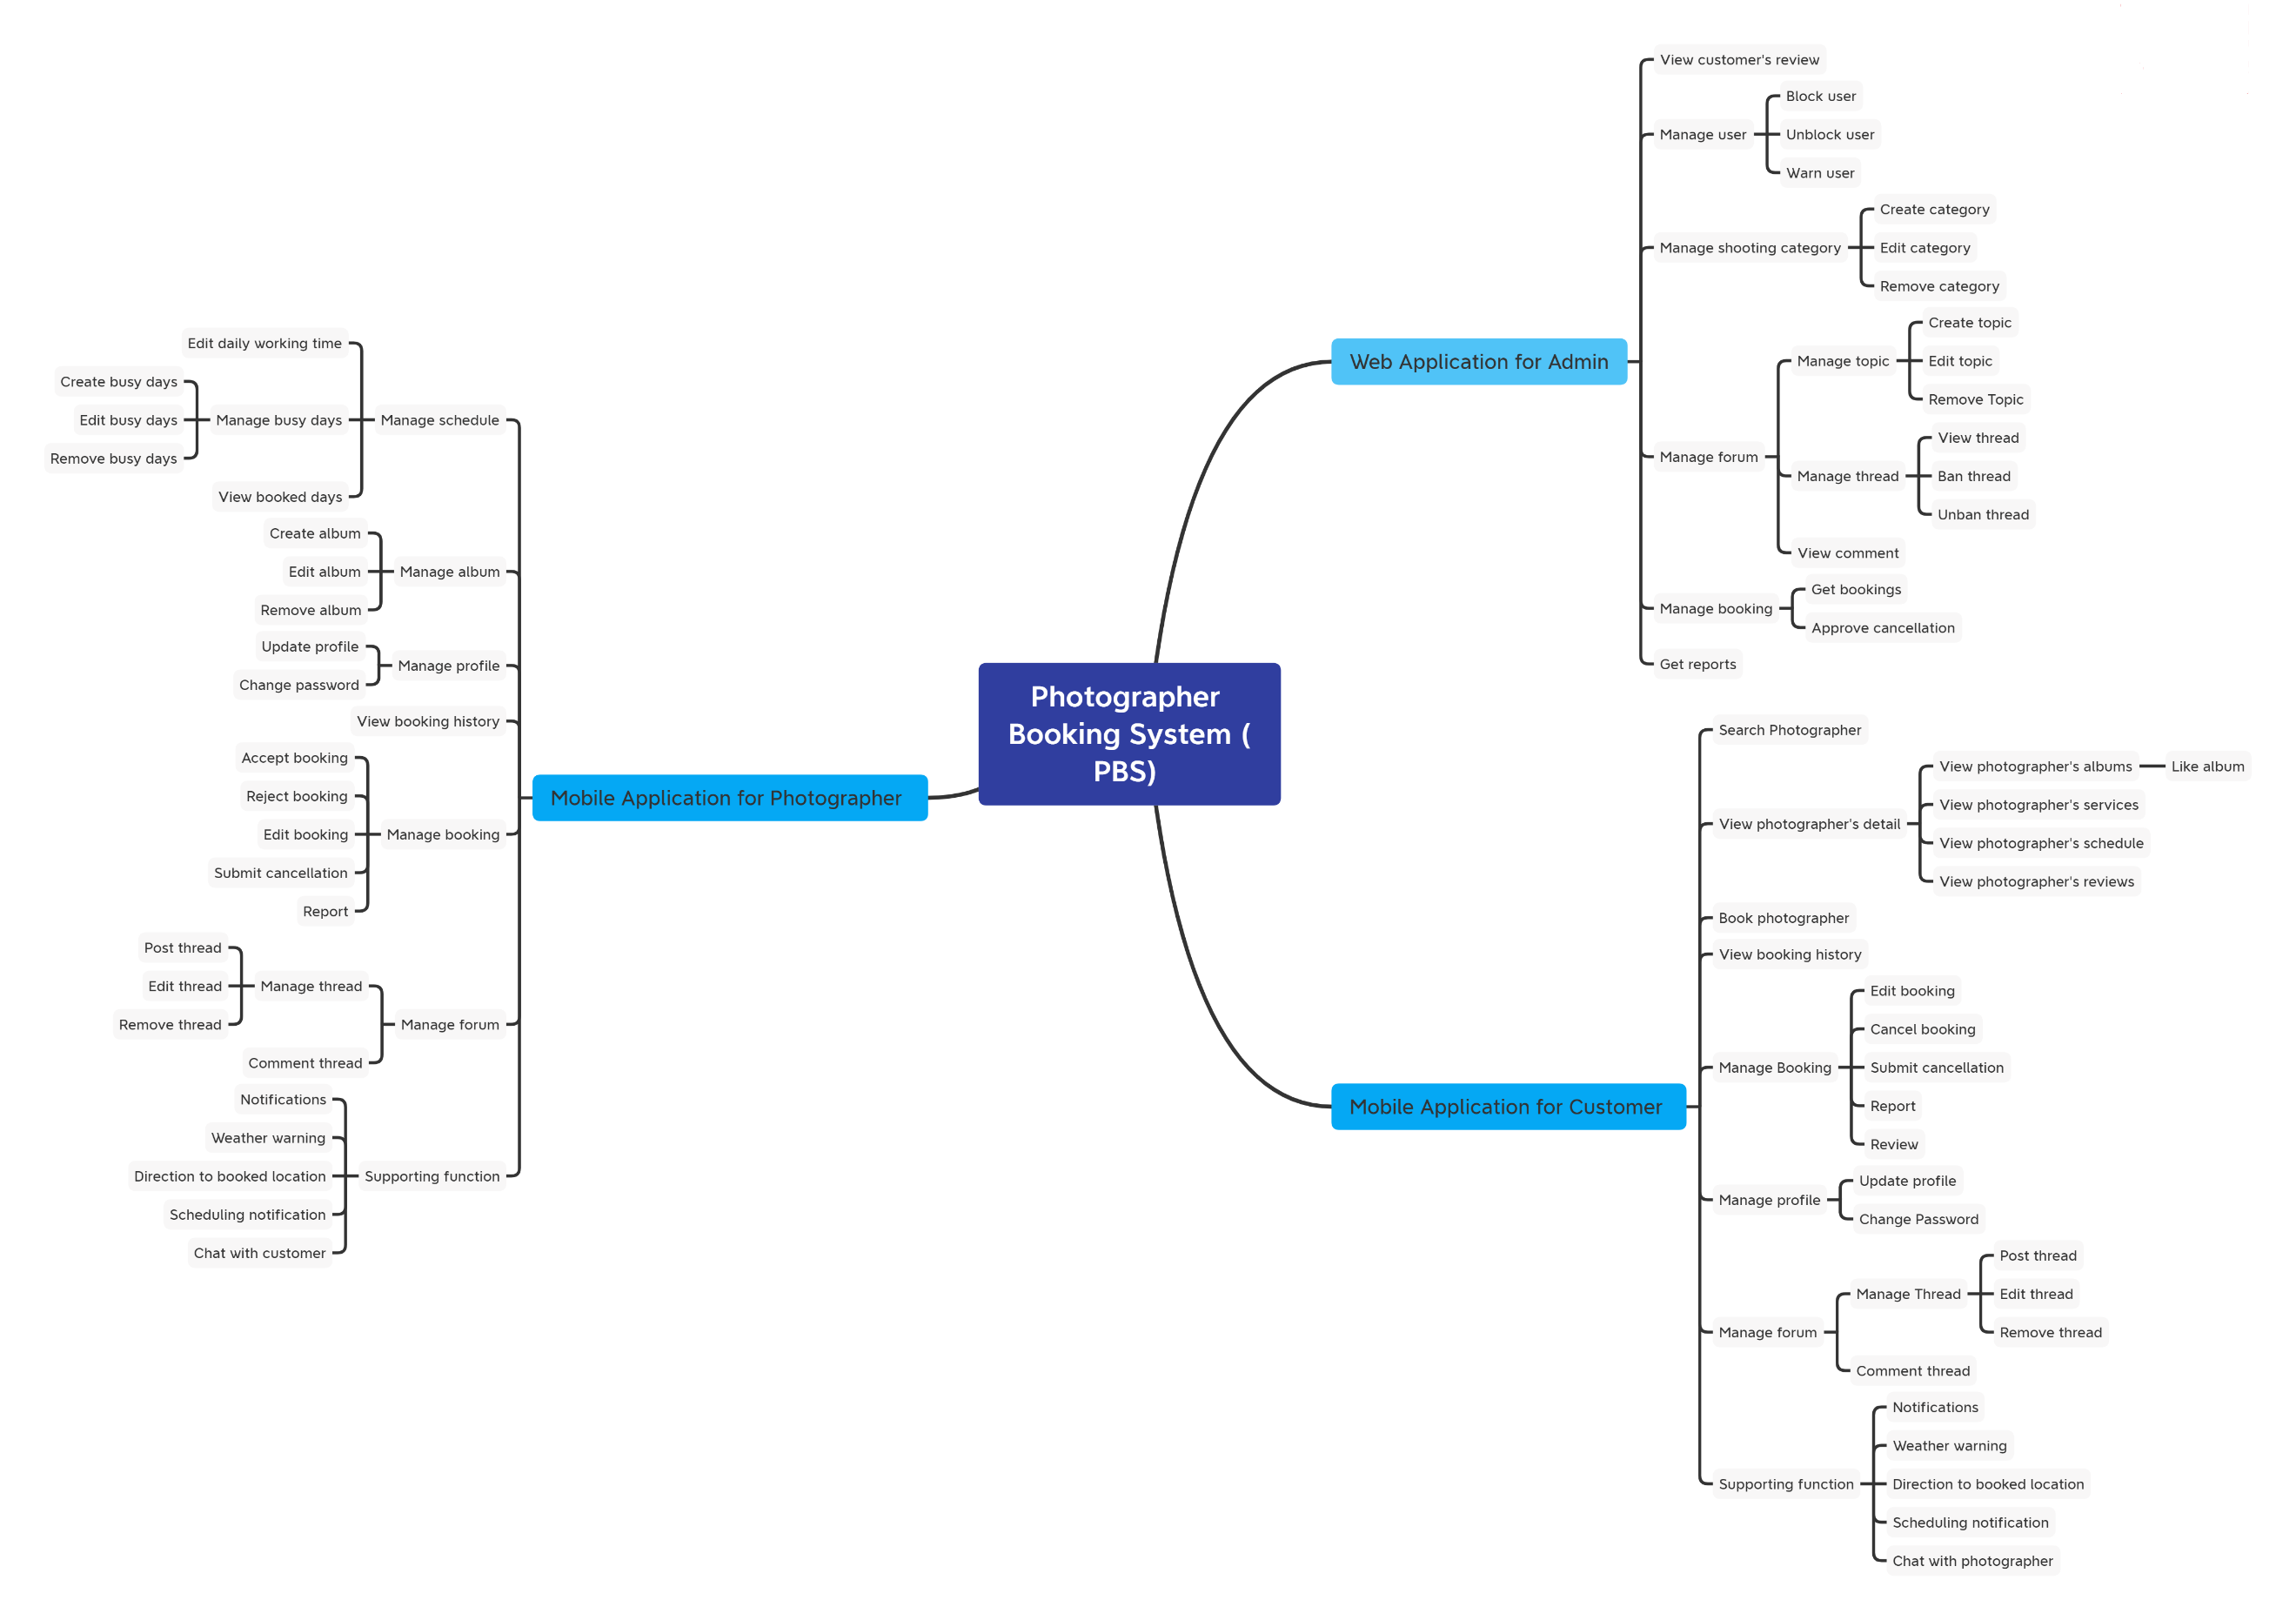 Photographer
Booking System (
PBS)
Web Application for Admin
View customer's review
Manage user
Block user
Unblock user
Warn user
Manage shooting category
Create category
Edit category
Remove category
Manage forum
Manage topic
Create topic
Edit topic
Remove Topic
Manage thread
View thread
Ban thread
Unban thread
View comment
Manage booking
Get bookings
Approve cancellation
Get reports
Mobile Application for Customer
Search Photographer
View photographer's detail
View photographer's albums
Like album
View photographer's services
View photographer's schedule
View photographer's reviews
Book photographer
View booking history
Manage Booking
Edit booking
Cancel booking
Submit cancellation
Report
Review
Manage profile
Update profile
Change Password
Manage forum
Manage Thread
Post thread
Edit thread
Remove thread
Comment thread
Supporting function
Notifications
Weather warning
Direction to booked location
Scheduling notification
Chat with photographer
Mobile Application for Photographer
Manage schedule
Edit daily working time
Manage busy days
Create busy days
Edit busy days
Remove busy days
View booked days
Manage album
Create album
Edit album
Remove album
Manage profile
Update profile
Change password
View booking history
Manage booking
Accept booking
Reject booking
Edit booking
Submit cancellation
Report
Manage forum
Manage thread
Post thread
Edit thread
Remove thread
Comment thread
Supporting function
Notifications
Weather warning
Direction to booked location
Scheduling notification
Chat with customer